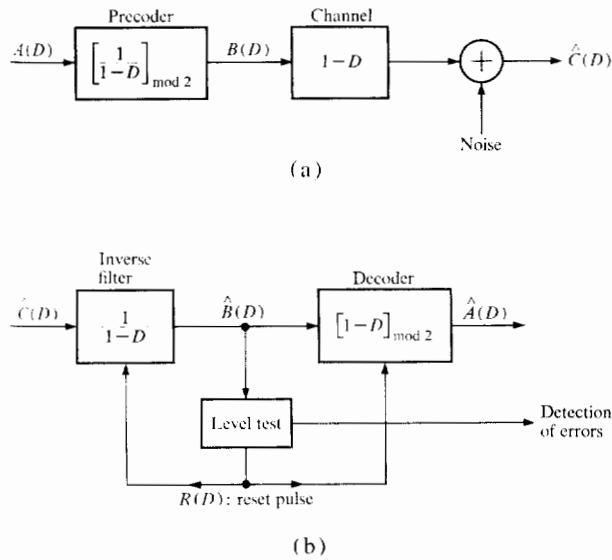 Precoder
Channel
A(D)
[1/(1−D)] mod 2
B(D)
1−D
+
Ĉ(D)
Noise
(a)
Inverse
filter
Decoder
Ĉ(D)
1/(1−D)
B̂(D)
[1−D] mod 2
Â(D)
Level test
Detection
of errors
R(D): reset pulse
(b)